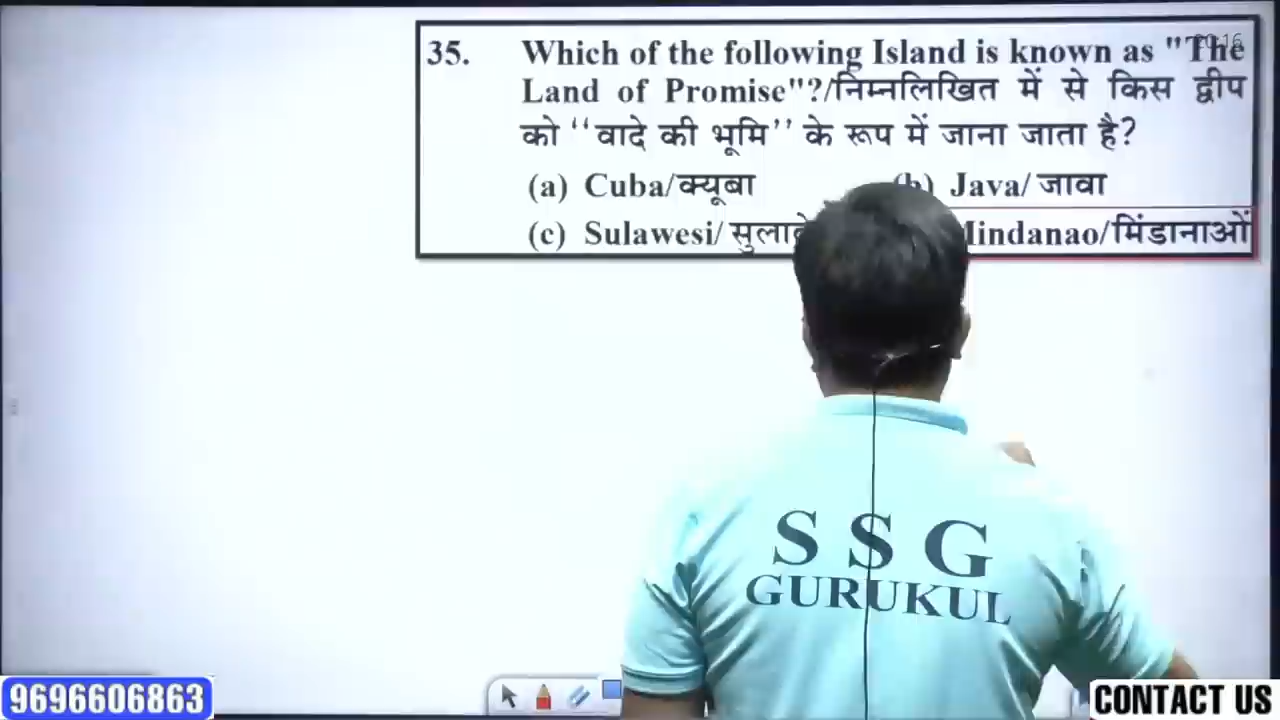 35. Which of the following Island is known as "The
Land of Promise"?/निम्नलिखित में से किस द्वीप
को ‘‘वादे की भूमि’’ के रूप में जाना जाता है?
(a) Cuba/क्यूबा (b) Java/ जावा
(c) Sulawesi/ /मिंडानाओं
S S G
GURUKUL
9696606863
CONTACT US